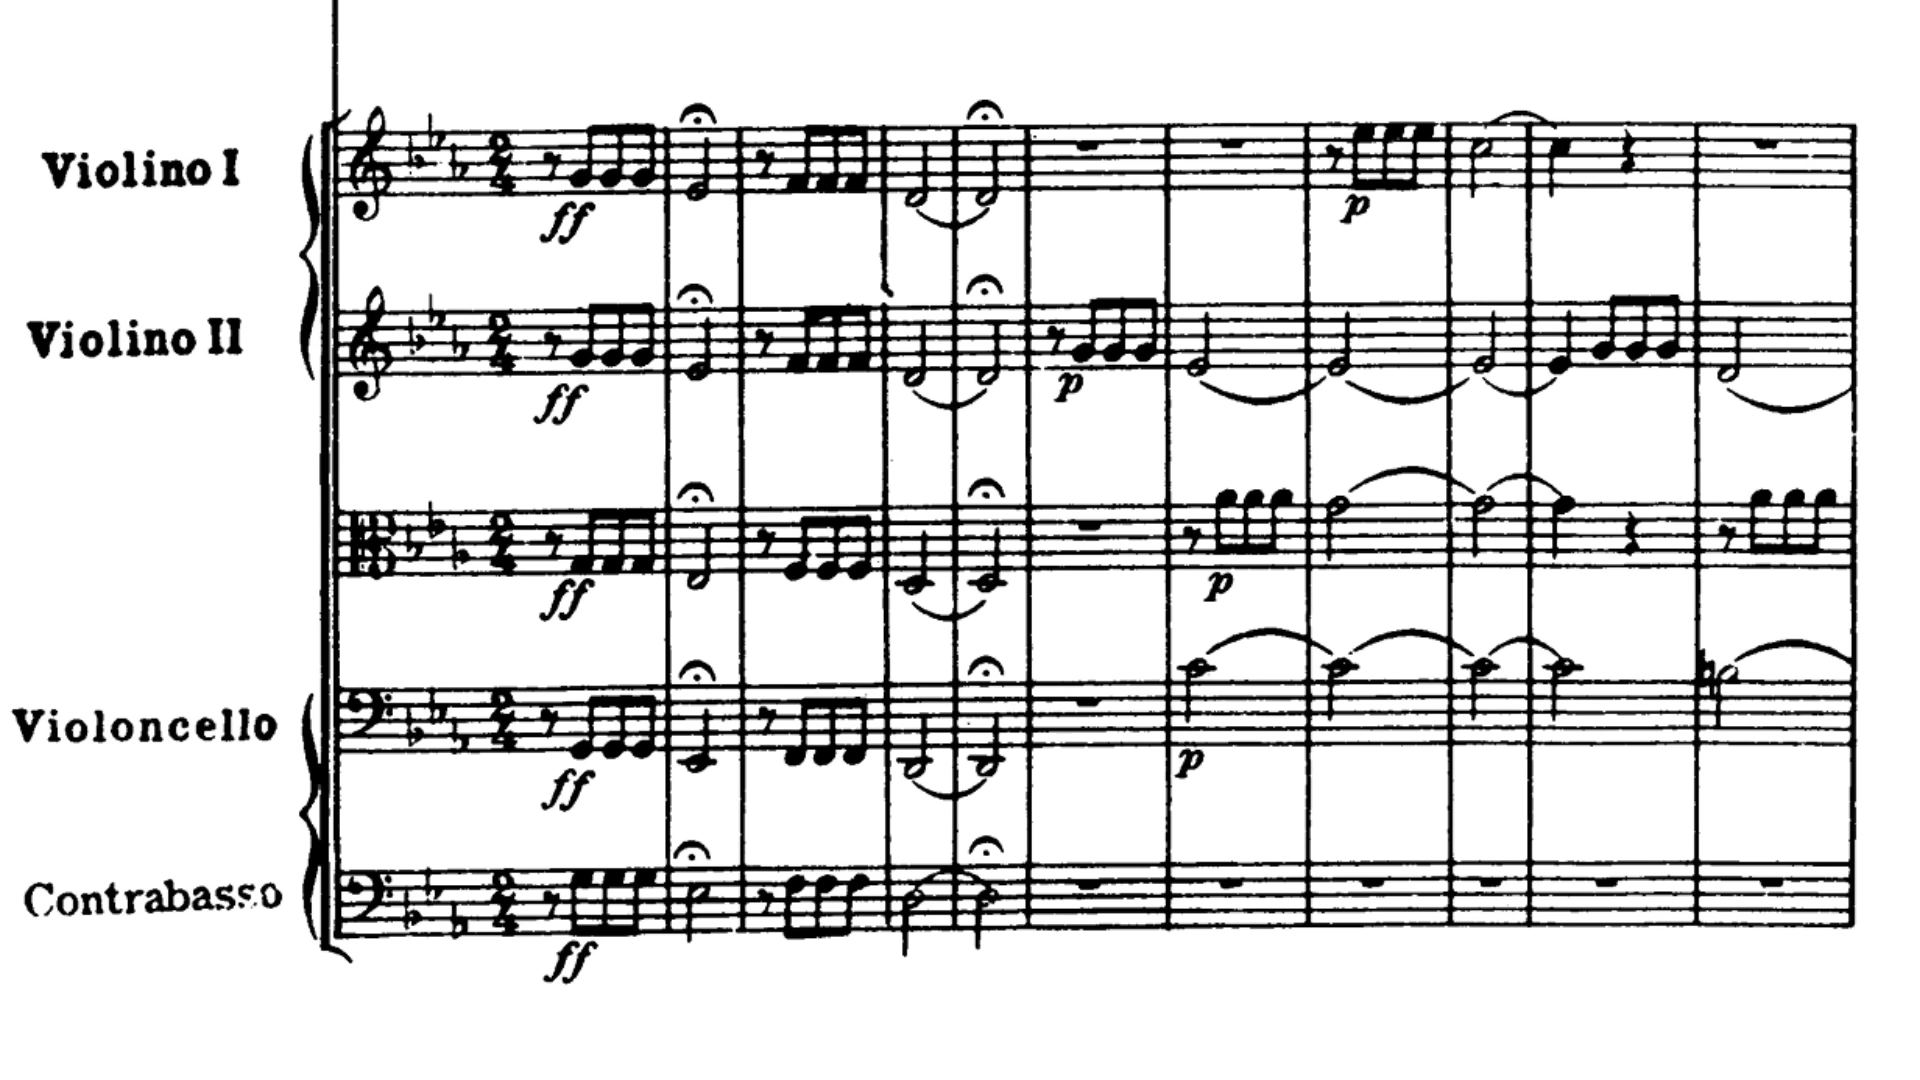 Violino I
ff
p
Violino II
ff
p
ff
p
Violoncello
ff
p
Contrabasso
ff